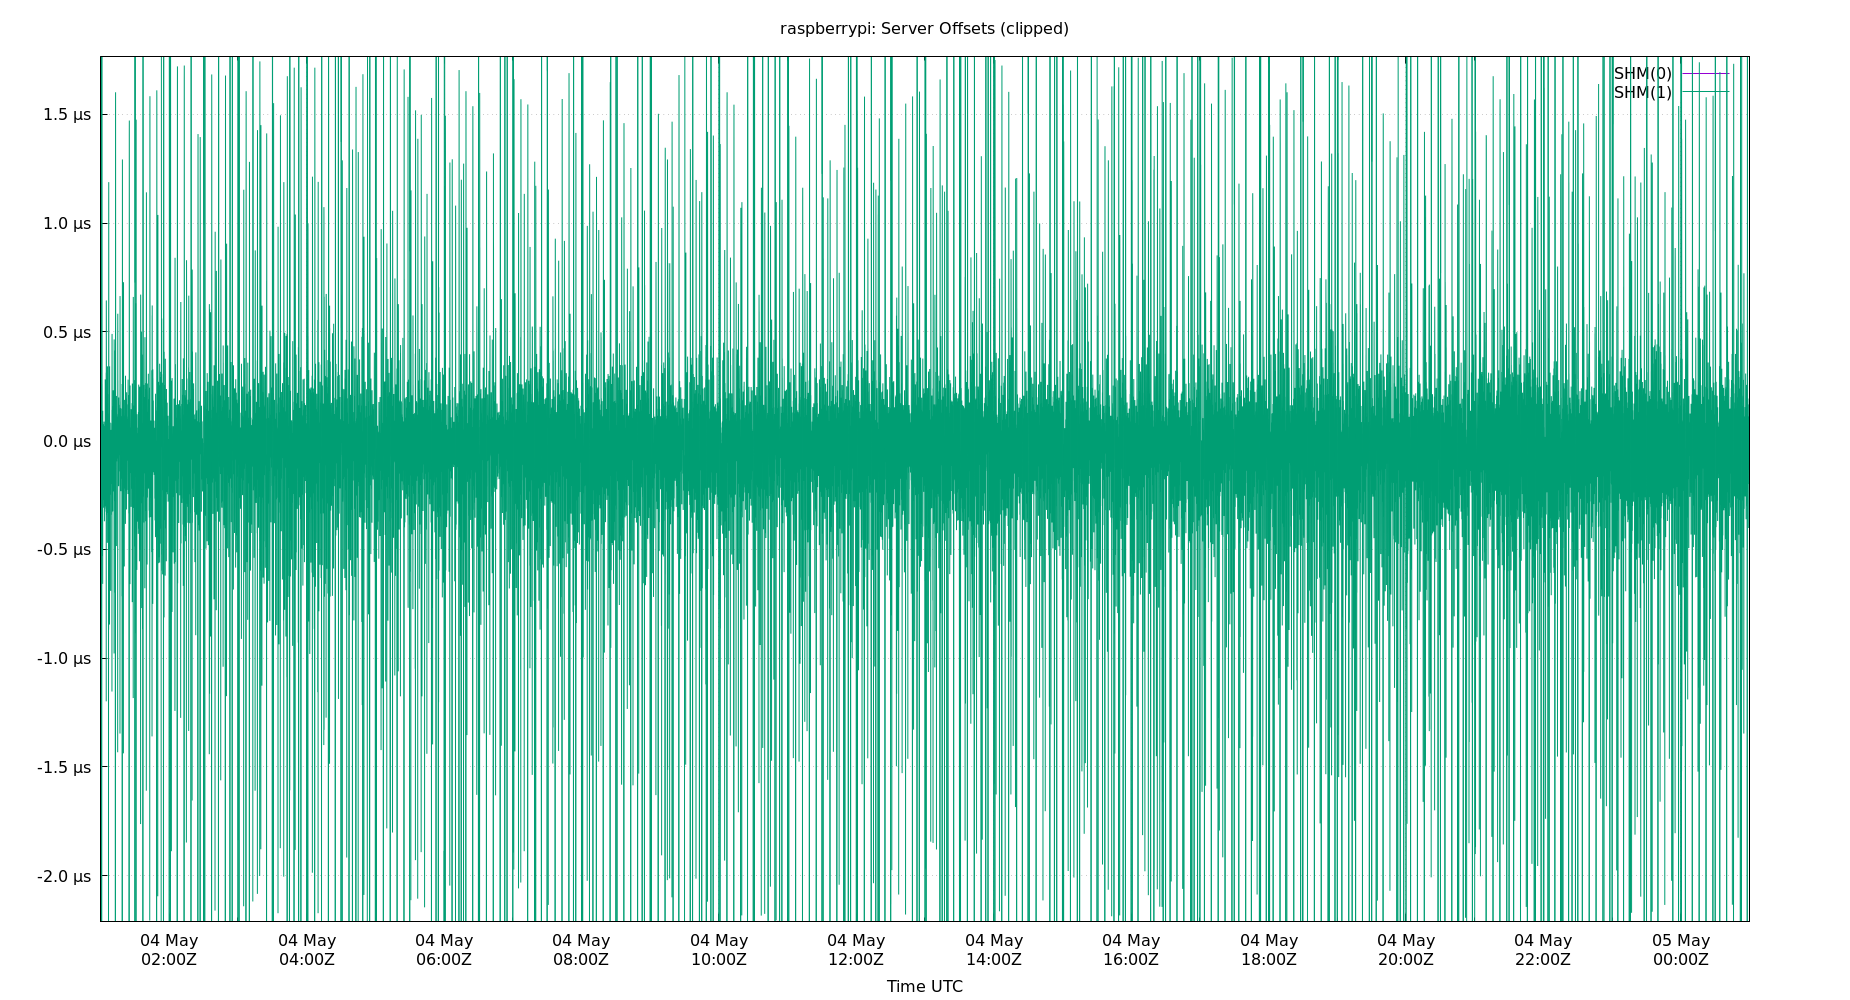 raspberrypi: Server Offsets (clipped)
SHM(0)
SHM(1)
1.5 µs
1.0 µs
0.5 µs
0.0 µs
-0.5 µs
-1.0 µs
-1.5 µs
-2.0 µs
04 May 04 May 04 May 04 May 04 May 04 May 04 May 04 May 04 May 04 May 04 May 05 May
02:00Z 04:00Z 06:00Z 08:00Z 10:00Z 12:00Z 14:00Z 16:00Z 18:00Z 20:00Z 22:00Z 00:00Z
Time UTC